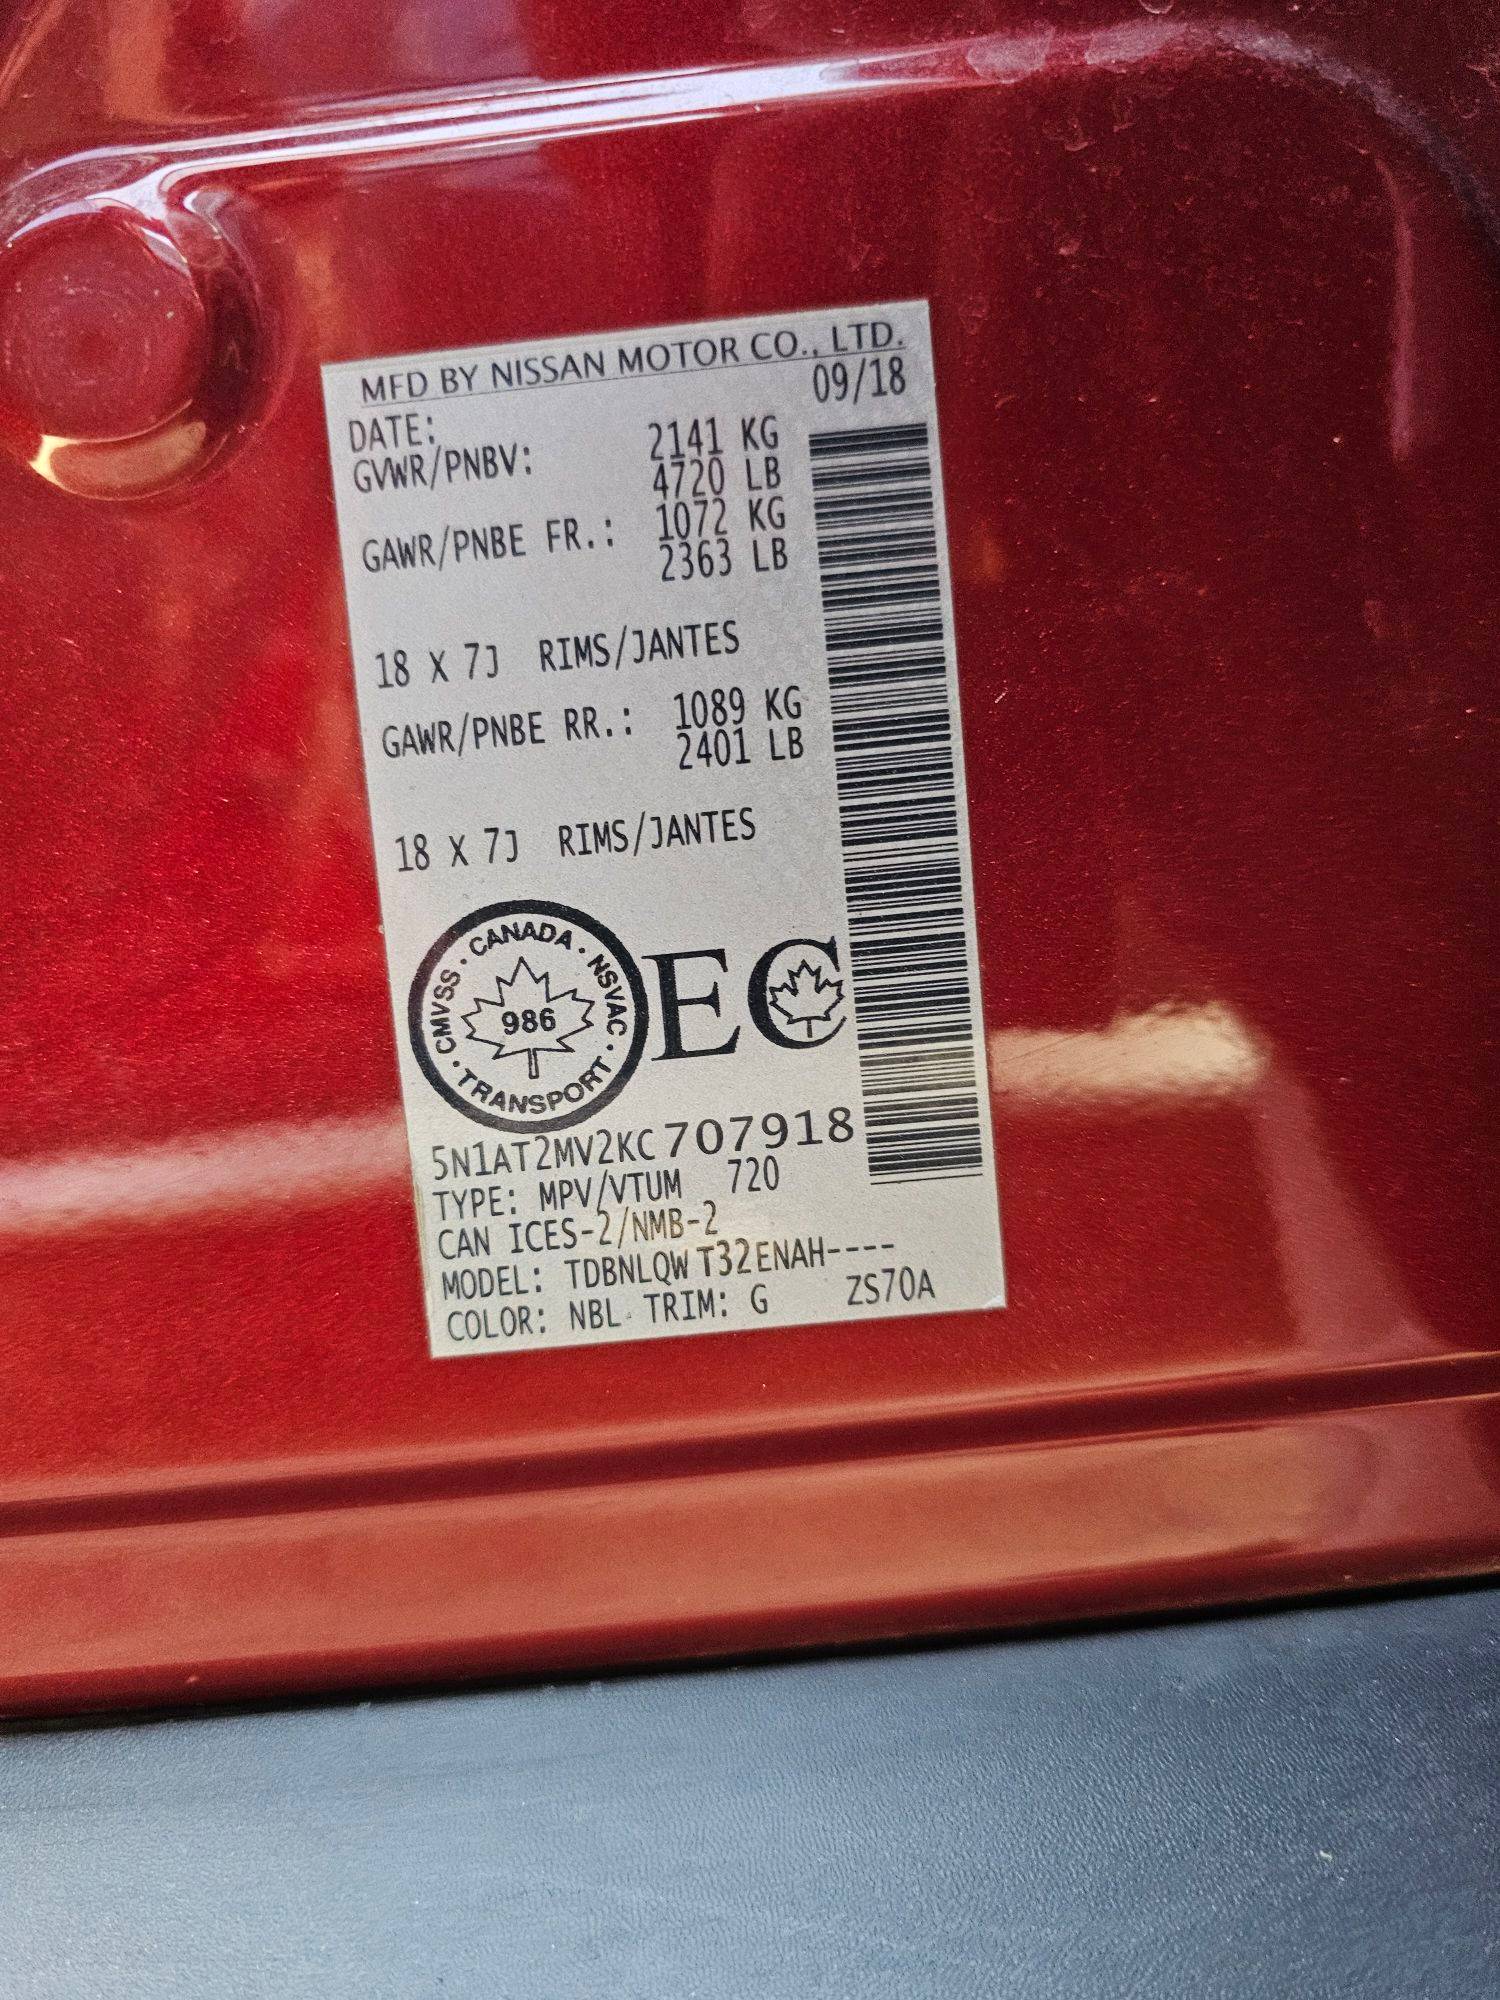 MFD BY NISSAN MOTOR CO., LTD.
DATE: 09/18
GVWR/PNBV: 2141 KG
4720 LB
GAWR/PNBE FR.: 1072 KG
2363 LB
18 X 7J RIMS/JANTES
GAWR/PNBE RR.: 1089 KG
2401 LB
18 X 7J RIMS/JANTES
CANADA · NSVAC · TRANSPORT · CMVSS ·
986
EC
5N1AT2MV2KC707918
TYPE: MPV/VTUM 720
CAN ICES-2/NMB-2
MODEL: TDBNLQW T32ENAH----
COLOR: NBL TRIM: G ZS70A